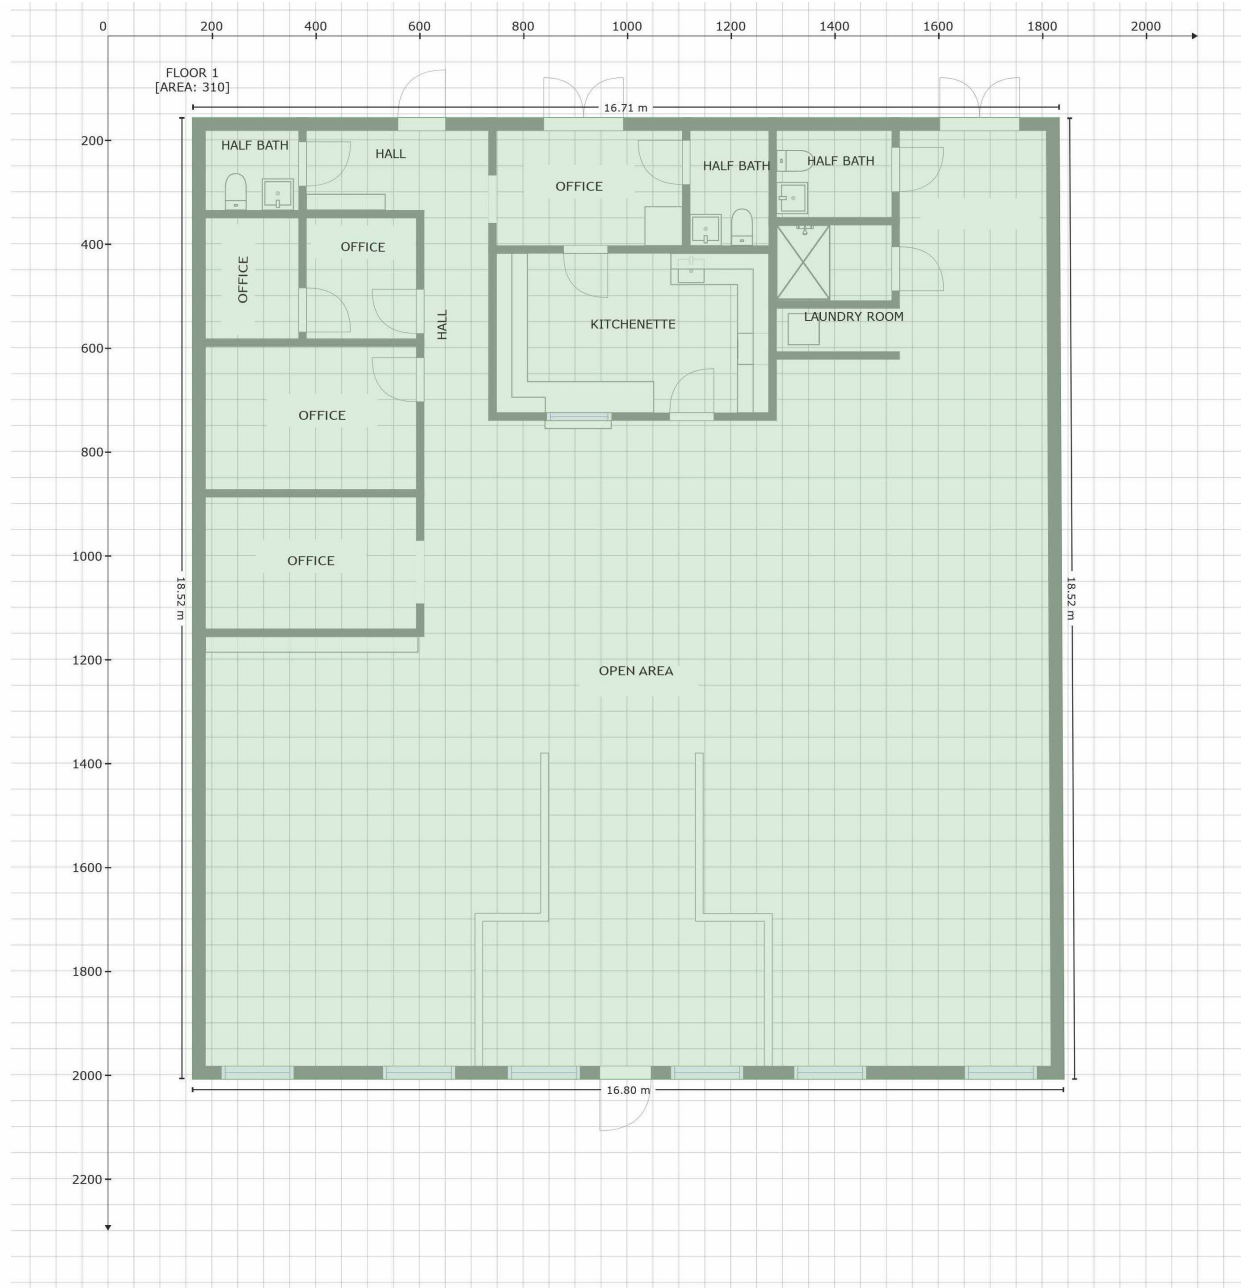 0 200 400 600 800 1000 1200 1400 1600 1800 2000
FLOOR 1
[AREA: 310]
16.71 m
200
HALF BATH
HALL
OFFICE
HALF BATH
HALF BATH
400
OFFICE
OFFICE
HALL
KITCHENETTE
LAUNDRY ROOM
600
OFFICE
800
1000
OFFICE
18.52 m
18.52 m
1200
OPEN AREA
1400
1600
1800
2000
16.80 m
2200